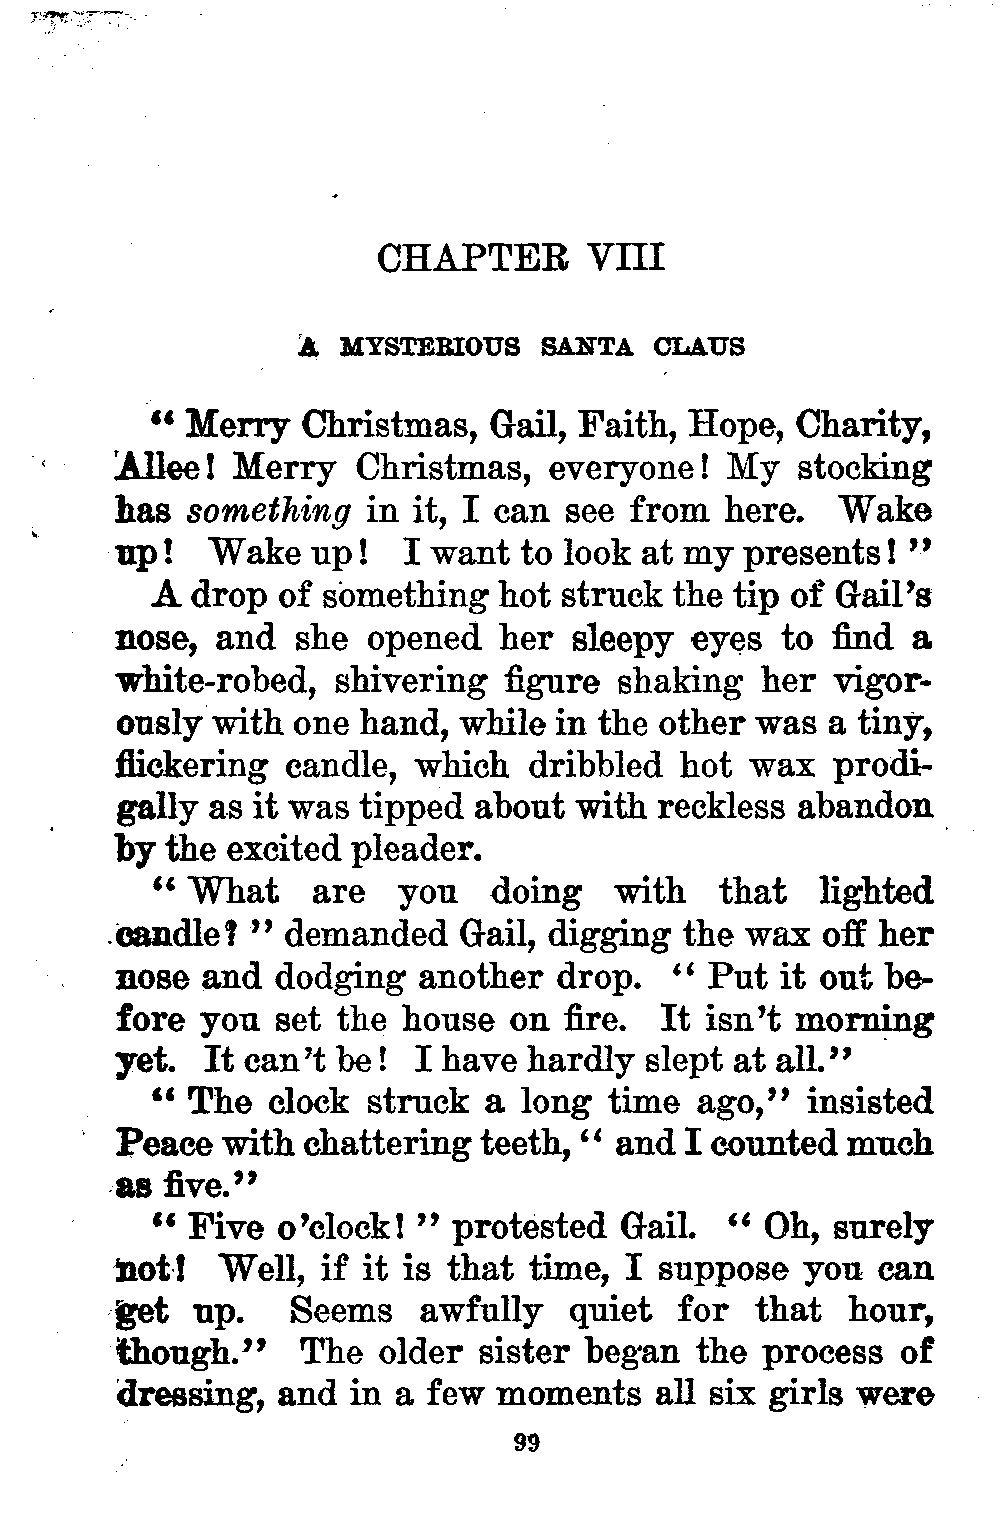 CHAPTER VIII
A MYSTERIOUS SANTA CLAUS
“ Merry Christmas, Gail, Faith, Hope, Charity,
Allee! Merry Christmas, everyone! My stocking
has something in it, I can see from here. Wake
up! Wake up! I want to look at my presents! ”
A drop of something hot struck the tip of Gail’s
nose, and she opened her sleepy eyes to find a
white-robed, shivering figure shaking her vigor-
ously with one hand, while in the other was a tiny,
flickering candle, which dribbled hot wax prodi-
gally as it was tipped about with reckless abandon
by the excited pleader.
“ What are you doing with that lighted
candle? ” demanded Gail, digging the wax off her
nose and dodging another drop. “ Put it out be-
fore you set the house on fire. It isn’t morning
yet. It can’t be! I have hardly slept at all.”
“ The clock struck a long time ago,” insisted
Peace with chattering teeth, “ and I counted much
as five.”
“ Five o’clock! ” protested Gail. “ Oh, surely
not! Well, if it is that time, I suppose you can
get up. Seems awfully quiet for that hour,
though.” The older sister began the process of
dressing, and in a few moments all six girls were
99